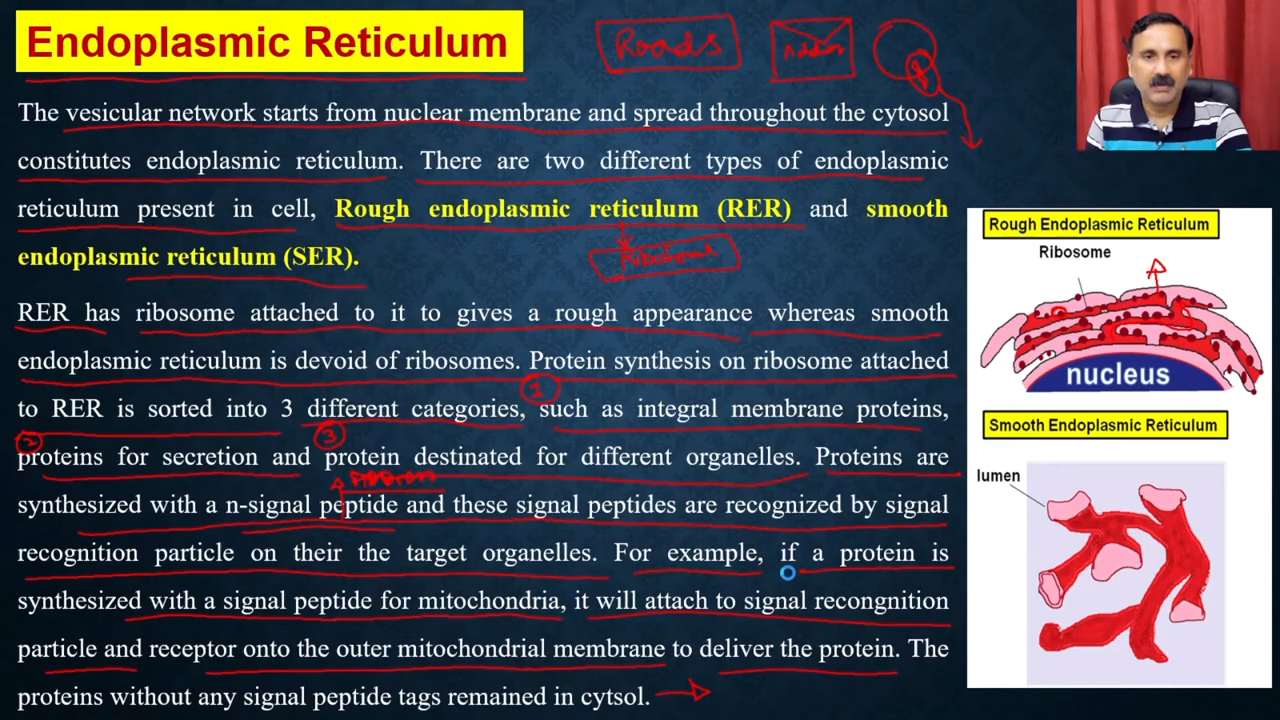 Endoplasmic Reticulum
Roads
The vesicular network starts from nuclear membrane and spread throughout the cytosol
constitutes endoplasmic reticulum. There are two different types of endoplasmic
reticulum present in cell, Rough endoplasmic reticulum (RER) and smooth
endoplasmic reticulum (SER).
Ribosome
RER has ribosome attached to it to gives a rough appearance whereas smooth
endoplasmic reticulum is devoid of ribosomes. Protein synthesis on ribosome attached
1
to RER is sorted into 3 different categories, such as integral membrane proteins,
2 3
proteins for secretion and protein destinated for different organelles. Proteins are
Address
synthesized with a n-signal peptide and these signal peptides are recognized by signal
recognition particle on their the target organelles. For example, if a protein is
synthesized with a signal peptide for mitochondria, it will attach to signal recongnition
particle and receptor onto the outer mitochondrial membrane to deliver the protein. The
proteins without any signal peptide tags remained in cytsol.
Rough Endoplasmic Reticulum
Ribosome
nucleus
Smooth Endoplasmic Reticulum
lumen